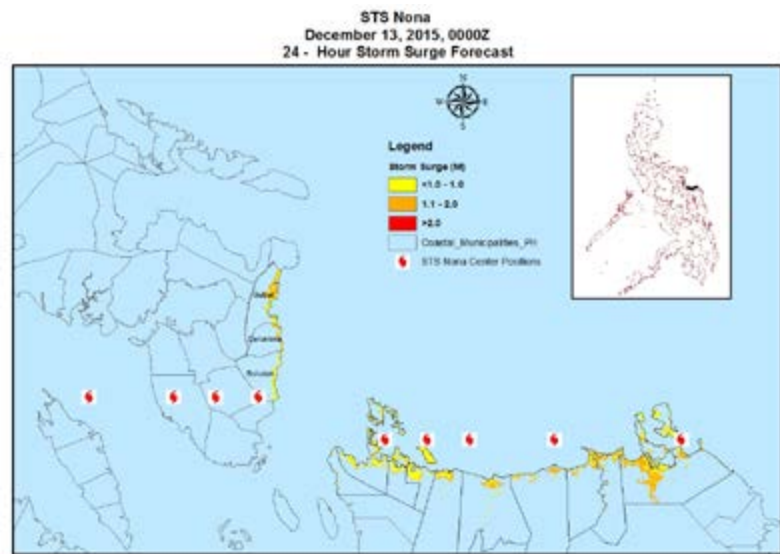 STS Nona
December 13, 2015, 0000Z
24 - Hour Storm Surge Forecast
N
W
E
S
Legend
Storm Surge (M)
<1.0 - 1.0
1.1 - 2.0
>2.0
Coastal_Municipalities_PH
STS Nona Center Positions